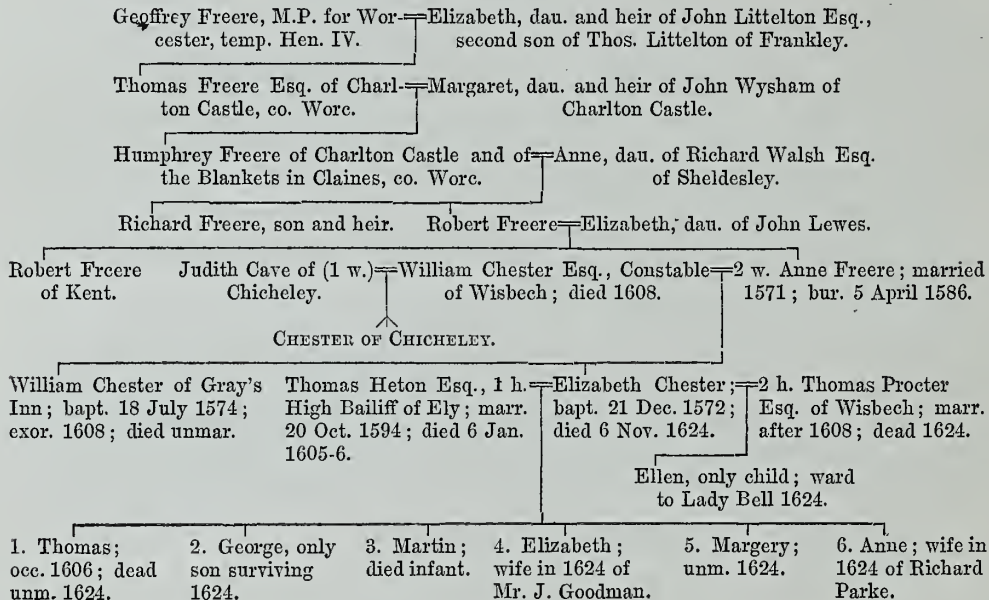 Geoffrey Freere, M.P. for Wor-
cester, temp. Hen. IV.
Elizabeth, dau. and heir of John Littelton Esq.,
second son of Thos. Littelton of Frankley.
Thomas Freere Esq. of Charl-
ton Castle, co. Worc.
Margaret, dau. and heir of John Wysham of
Charlton Castle.
Humphrey Freere of Charlton Castle and of
the Blankets in Claines, co. Worc.
Anne, dau. of Richard Walsh Esq.
of Sheldesley.
Richard Freere, son and heir.
Robert Freere
Elizabeth, dau. of John Lewes.
Robert Freere
of Kent.
Judith Cave of (1 w.)
Chicheley.
William Chester Esq., Constable
of Wisbech; died 1608.
2 w. Anne Freere; married
1571; bur. 5 April 1586.
CHESTER OF CHICHELEY.
William Chester of Gray's
Inn; bapt. 18 July 1574;
exor. 1608; died unmar.
Thomas Heton Esq., 1 h.
High Bailiff of Ely; marr.
20 Oct. 1594; died 6 Jan.
1605-6.
Elizabeth Chester;
bapt. 21 Dec. 1572;
died 6 Nov. 1624.
2 h. Thomas Procter
Esq. of Wisbech; marr.
after 1608; dead 1624.
Ellen, only child; ward
to Lady Bell 1624.
1. Thomas;
occ. 1606; dead
unm. 1624.
2. George, only
son surviving
1624.
3. Martin;
died infant.
4. Elizabeth;
wife in 1624 of
Mr. J. Goodman.
5. Margery;
unm. 1624.
6. Anne; wife in
1624 of Richard
Parke.